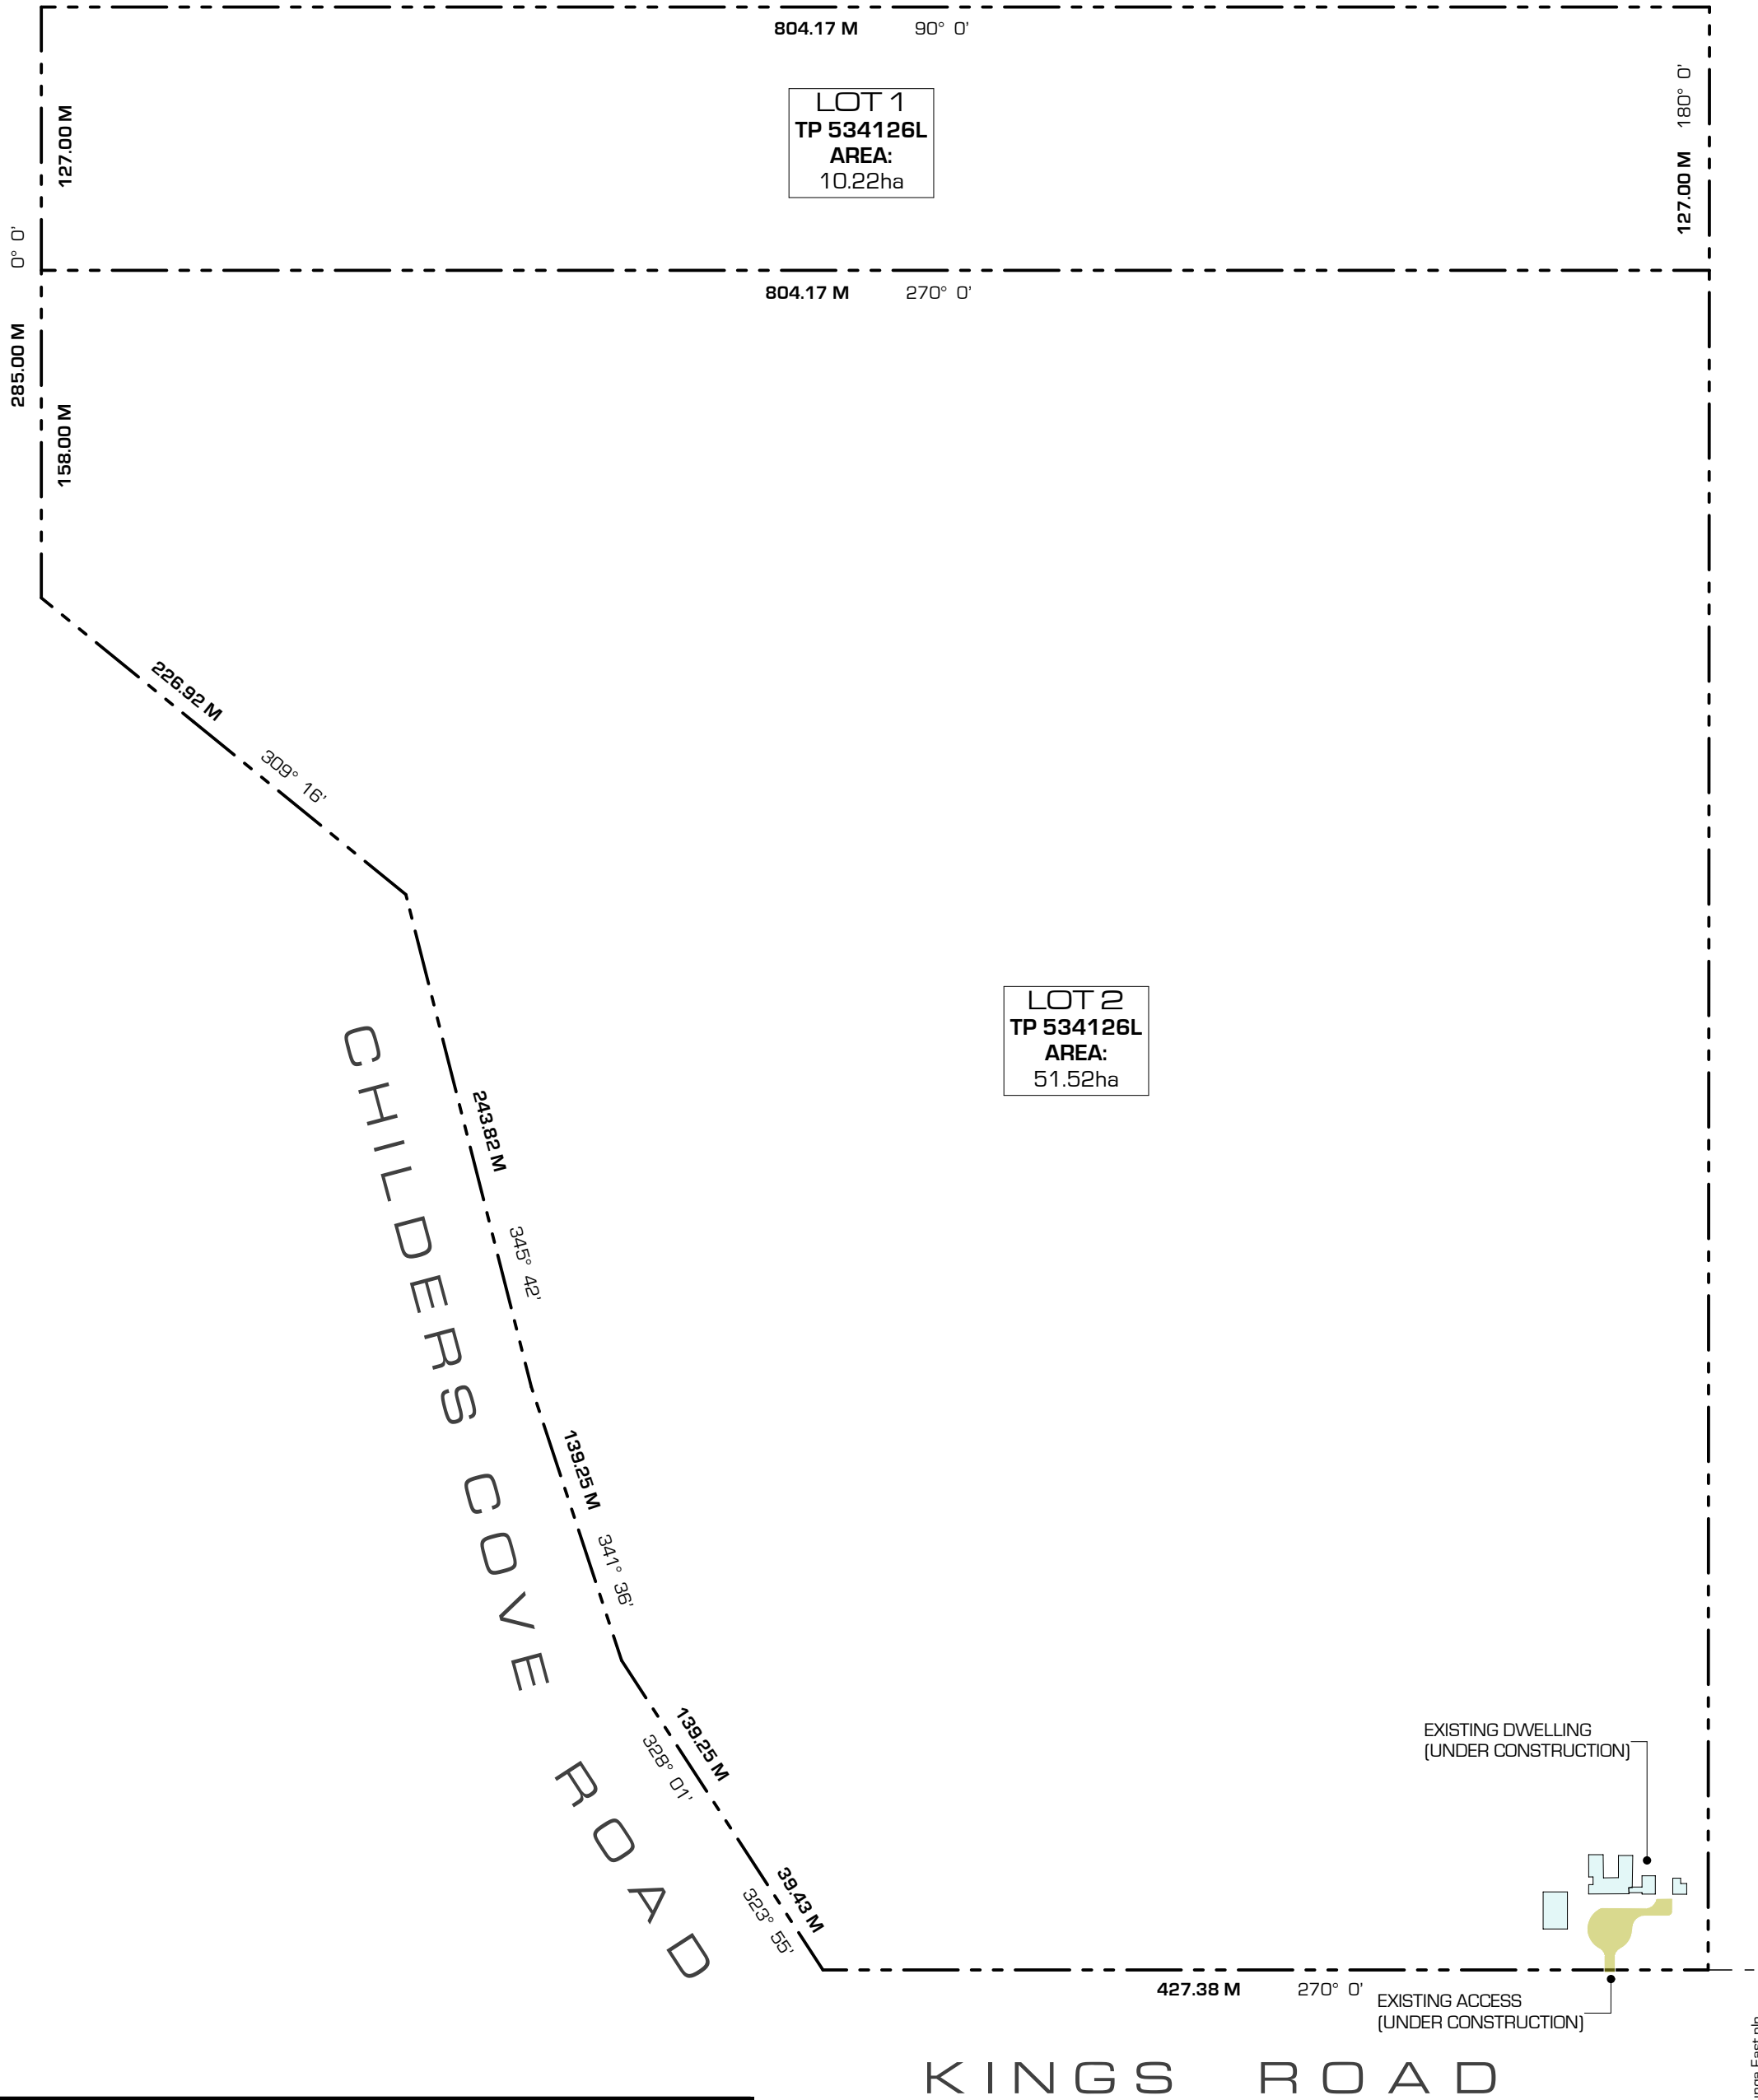 804.17 M 90° 0'
LOT 1
TP 534126L
AREA:
10.22ha
127.00 M
127.00 M 180° 0'
285.00 M 0° 0'
804.17 M 270° 0'
158.00 M
226.92 M 309° 16'
LOT 2
TP 534126L
AREA:
51.52ha
243.82 M 345° 42'
CHILDERS COVE ROAD
139.25 M 341° 36'
139.25 M
328° 01'
EXISTING DWELLING
(UNDER CONSTRUCTION)
39.43 M
323° 55'
427.38 M 270° 0'
EXISTING ACCESS
(UNDER CONSTRUCTION)
KINGS ROAD